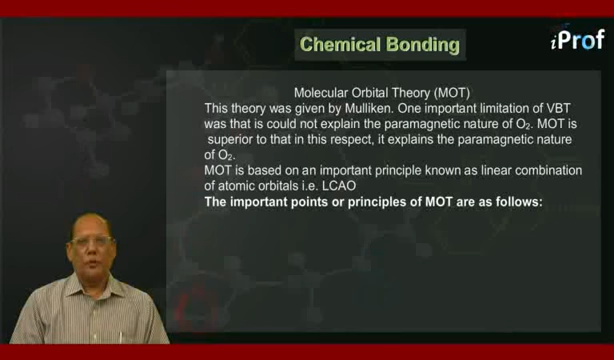 Chemical Bonding
iProf
Molecular Orbital Theory (MOT)
This theory was given by Mulliken. One important limitation of VBT
was that is could not explain the paramagnetic nature of O₂. MOT is
superior to that in this respect, it explains the paramagnetic nature
of O₂.
MOT is based on an important principle known as linear combination
of atomic orbitals i.e. LCAO
The important points or principles of MOT are as follows: